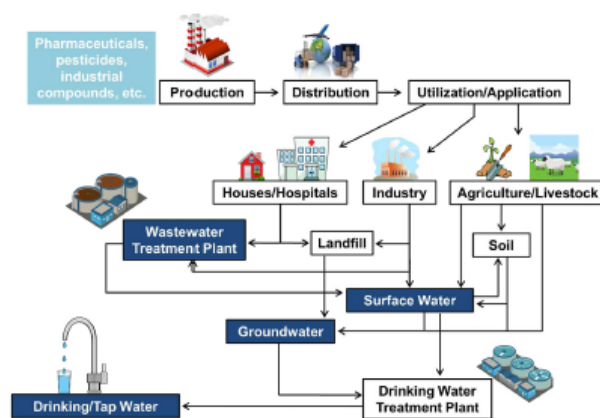 Pharmaceuticals,
pesticides,
industrial
compounds, etc.
Production
Distribution
Utilization/Application
Houses/Hospitals
Industry
Agriculture/Livestock
Wastewater
Treatment Plant
Landfill
Soil
Surface Water
Groundwater
Drinking/Tap Water
Drinking Water
Treatment Plant